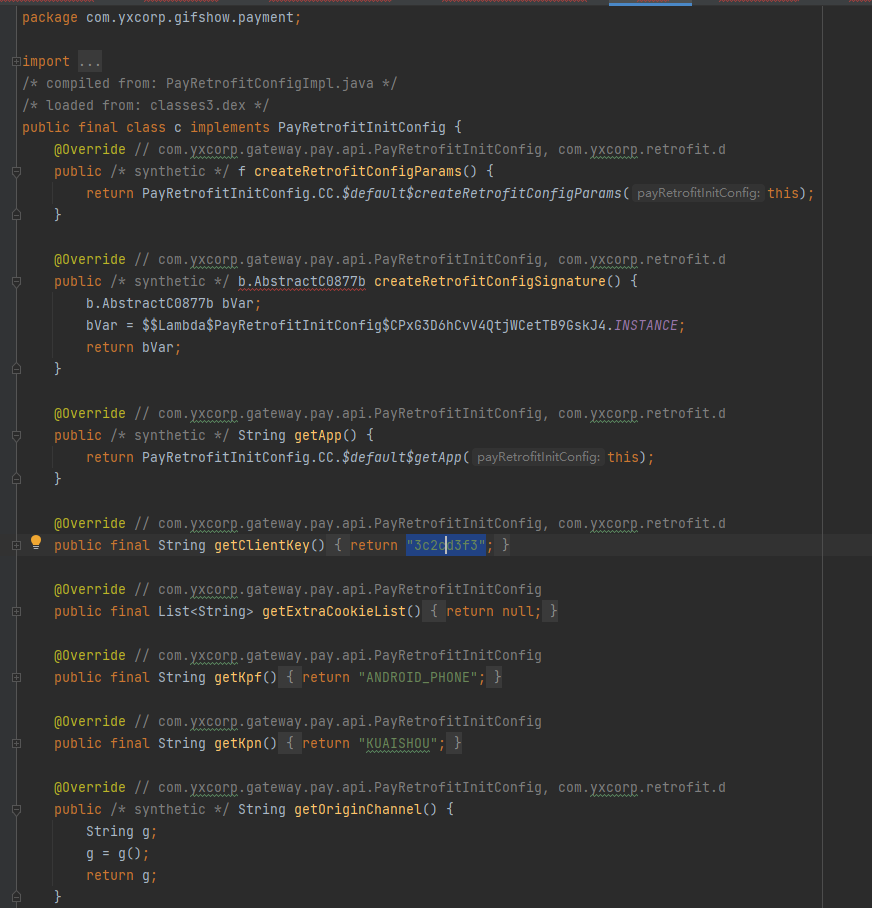 package com.yxcorp.gifshow.payment;
import ...
/* compiled from: PayRetrofitConfigImpl.java */
/* loaded from: classes3.dex */
public final class c implements PayRetrofitInitConfig {
@Override // com.yxcorp.gateway.pay.api.PayRetrofitInitConfig, com.yxcorp.retrofit.d
public /* synthetic */ f createRetrofitConfigParams() {
return PayRetrofitInitConfig.CC.$default$createRetrofitConfigParams( payRetrofitInitConfig: this);
}
@Override // com.yxcorp.gateway.pay.api.PayRetrofitInitConfig, com.yxcorp.retrofit.d
public /* synthetic */ b.AbstractC0877b createRetrofitConfigSignature() {
b.AbstractC0877b bVar;
bVar = $$Lambda$PayRetrofitInitConfig$CPxG3D6hCvV4QtjWCetTB9GskJ4.INSTANCE;
return bVar;
}
@Override // com.yxcorp.gateway.pay.api.PayRetrofitInitConfig, com.yxcorp.retrofit.d
public /* synthetic */ String getApp() {
return PayRetrofitInitConfig.CC.$default$getApp( payRetrofitInitConfig: this);
}
@Override // com.yxcorp.gateway.pay.api.PayRetrofitInitConfig, com.yxcorp.retrofit.d
public final String getClientKey() { return "3c2cd3f3"; }
@Override // com.yxcorp.gateway.pay.api.PayRetrofitInitConfig
public final List<String> getExtraCookieList() { return null; }
@Override // com.yxcorp.gateway.pay.api.PayRetrofitInitConfig
public final String getKpf() { return "ANDROID_PHONE"; }
@Override // com.yxcorp.gateway.pay.api.PayRetrofitInitConfig
public final String getKpn() { return "KUAISHOU"; }
@Override // com.yxcorp.gateway.pay.api.PayRetrofitInitConfig, com.yxcorp.retrofit.d
public /* synthetic */ String getOriginChannel() {
String g;
g = g();
return g;
}